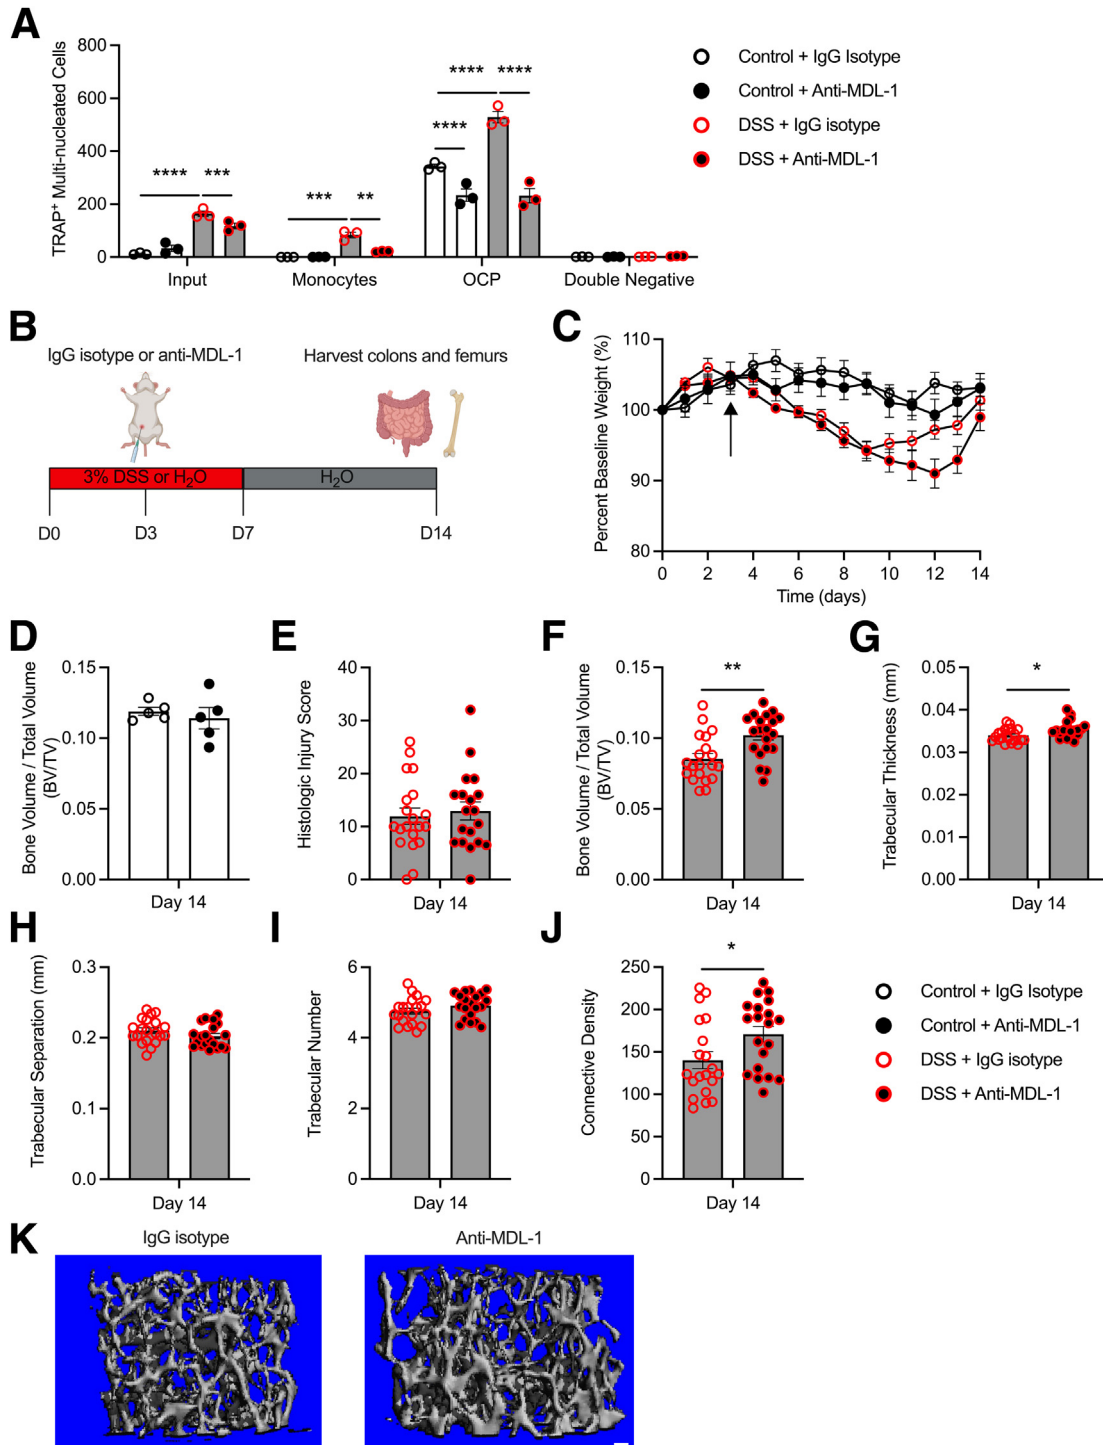 A
TRAP+ Multi-nucleated Cells
800
600
400
200
0
**** ***
*** **
**** ****
****
Input Monocytes OCP Double Negative
Control + IgG Isotype
Control + Anti-MDL-1
DSS + IgG isotype
DSS + Anti-MDL-1
B
IgG isotype or anti-MDL-1 Harvest colons and femurs
3% DSS or H2O H2O
D0 D3 D7 D14
C
Percent Baseline Weight (%)
110
100
90
80
0 2 4 6 8 10 12 14
Time (days)
D
Bone Volume / Total Volume
(BV/TV)
0.15
0.10
0.05
0.00
Day 14
E
Histologic Injury Score
40
30
20
10
0
Day 14
F
Bone Volume / Total Volume
(BV/TV)
0.15
0.10
0.05
0.00
**
Day 14
G
Trabecular Thickness (mm)
0.05
0.04
0.03
0.02
0.01
0.00
*
Day 14
H
Trabecular Separation (mm)
0.3
0.2
0.1
0.0
Day 14
I
Trabecular Number
6
4
2
0
Day 14
J
Connective Density
250
200
150
100
50
0
*
Day 14
Control + IgG Isotype
Control + Anti-MDL-1
DSS + IgG isotype
DSS + Anti-MDL-1
K
IgG isotype Anti-MDL-1